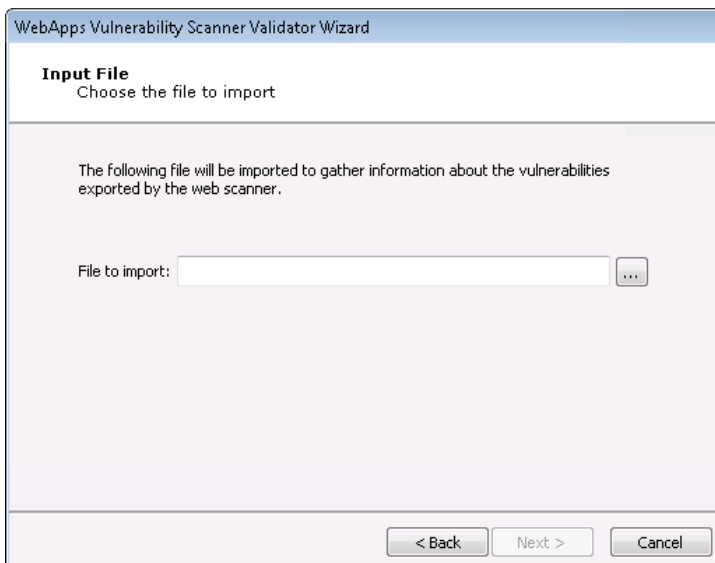 WebApps Vulnerability Scanner Validator Wizard
Input File
Choose the file to import
The following file will be imported to gather information about the vulnerabilities
exported by the web scanner.
File to import:
...
< Back Next > Cancel